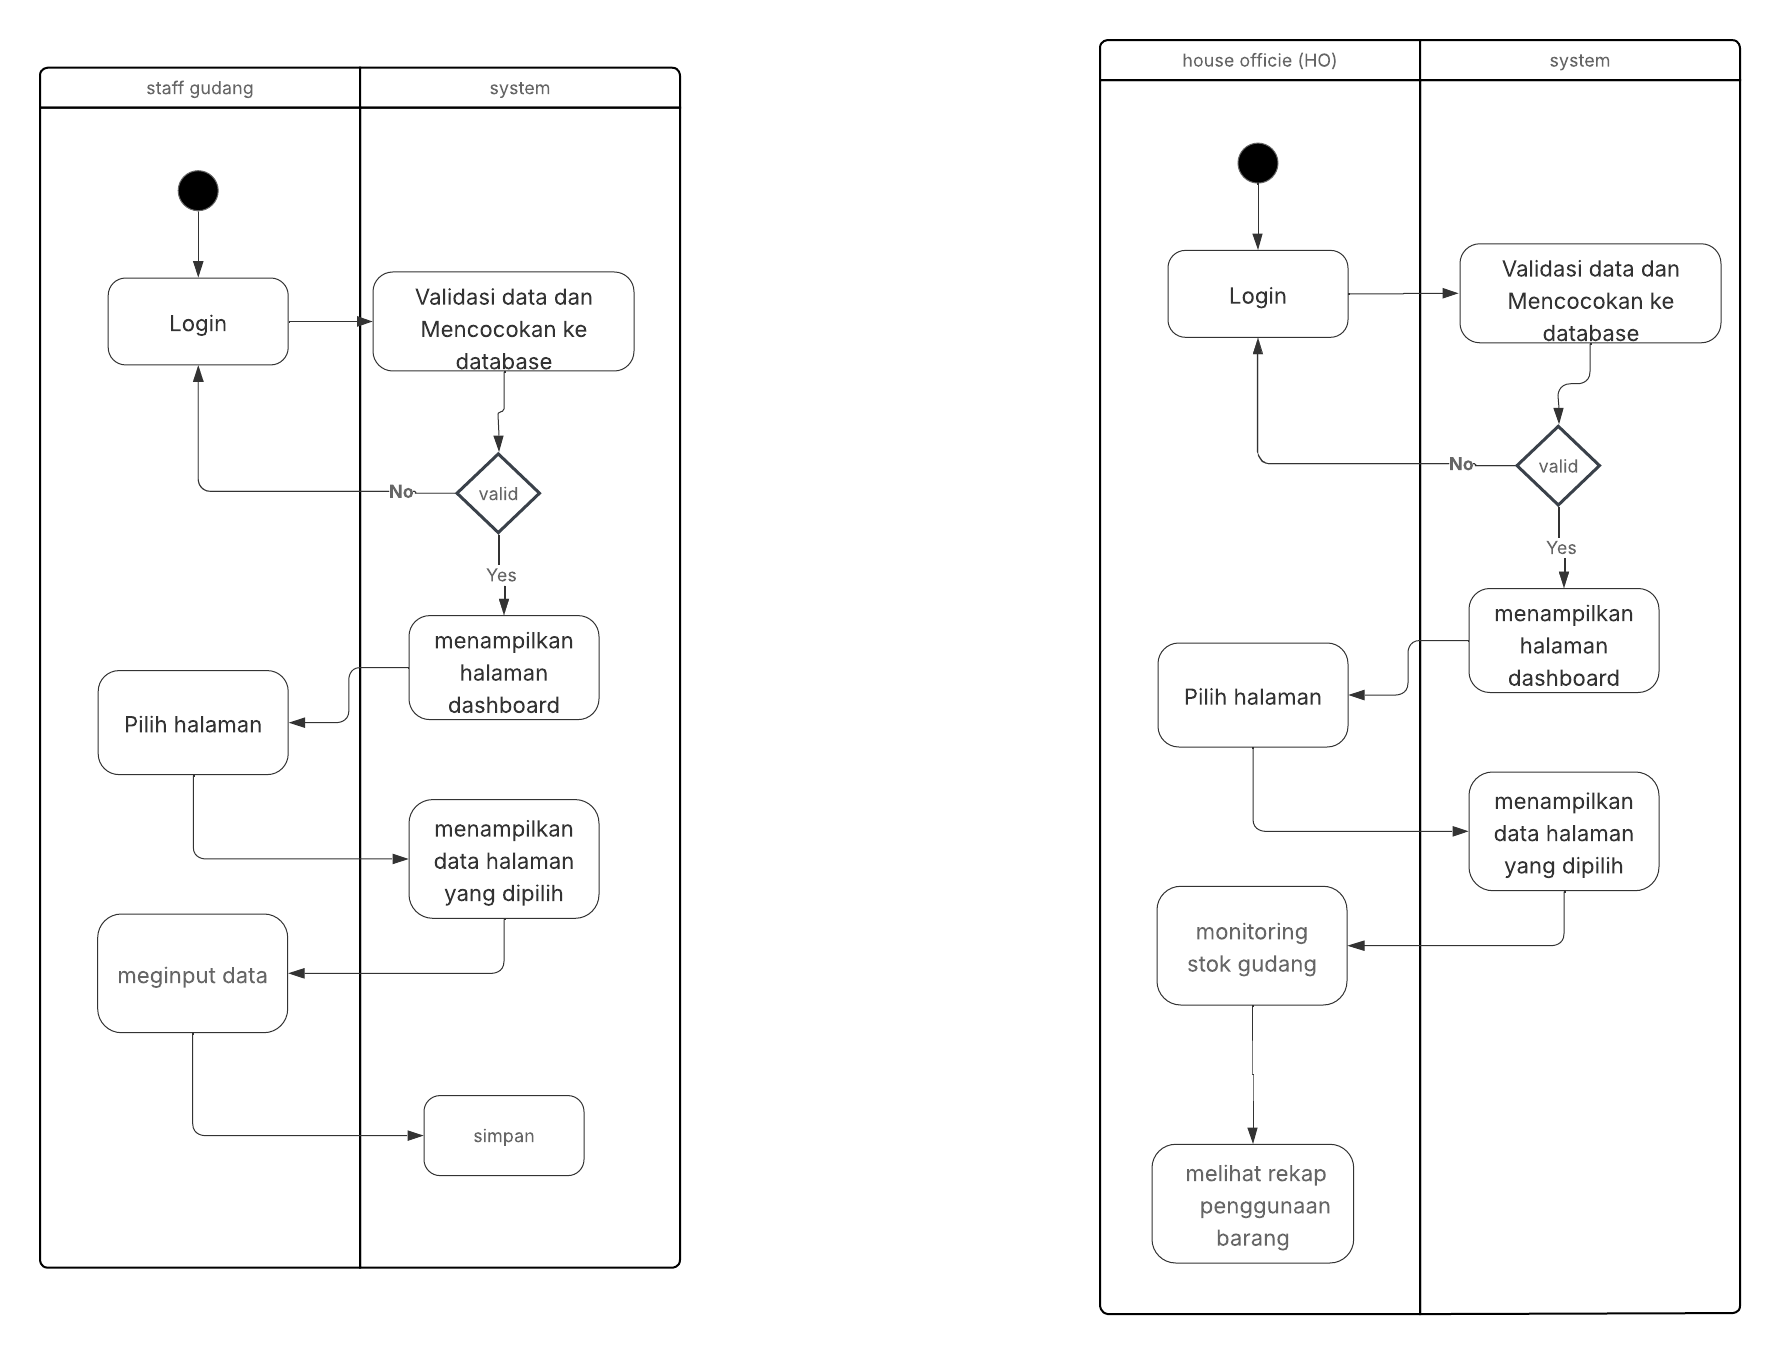 staff gudang
system
Login
Validasi data dan
Mencocokan ke
database
valid
No
Yes
menampilkan
halaman
dashboard
Pilih halaman
menampilkan
data halaman
yang dipilih
meginput data
simpan
house officie (HO)
system
Login
Validasi data dan
Mencocokan ke
database
valid
No
Yes
menampilkan
halaman
dashboard
Pilih halaman
menampilkan
data halaman
yang dipilih
monitoring
stok gudang
melihat rekap
penggunaan
barang